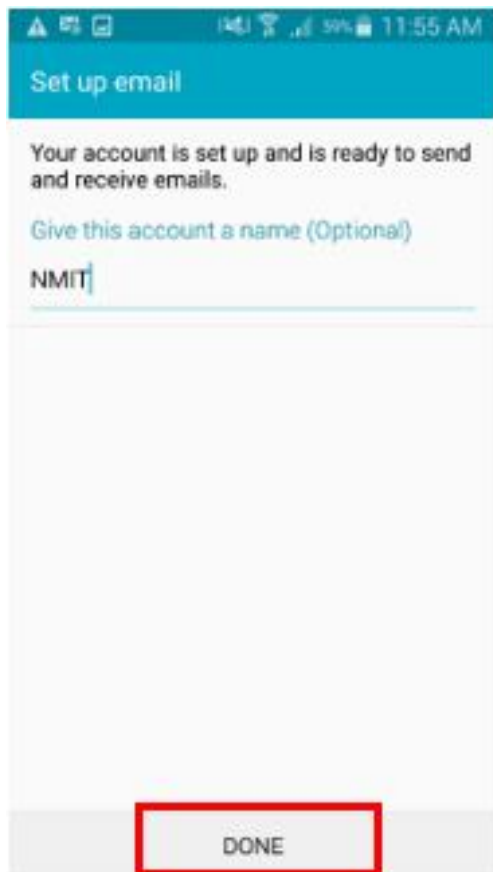 11:55 AM
Set up email
Your account is set up and is ready to send
and receive emails.
Give this account a name (Optional)
NMIT
DONE